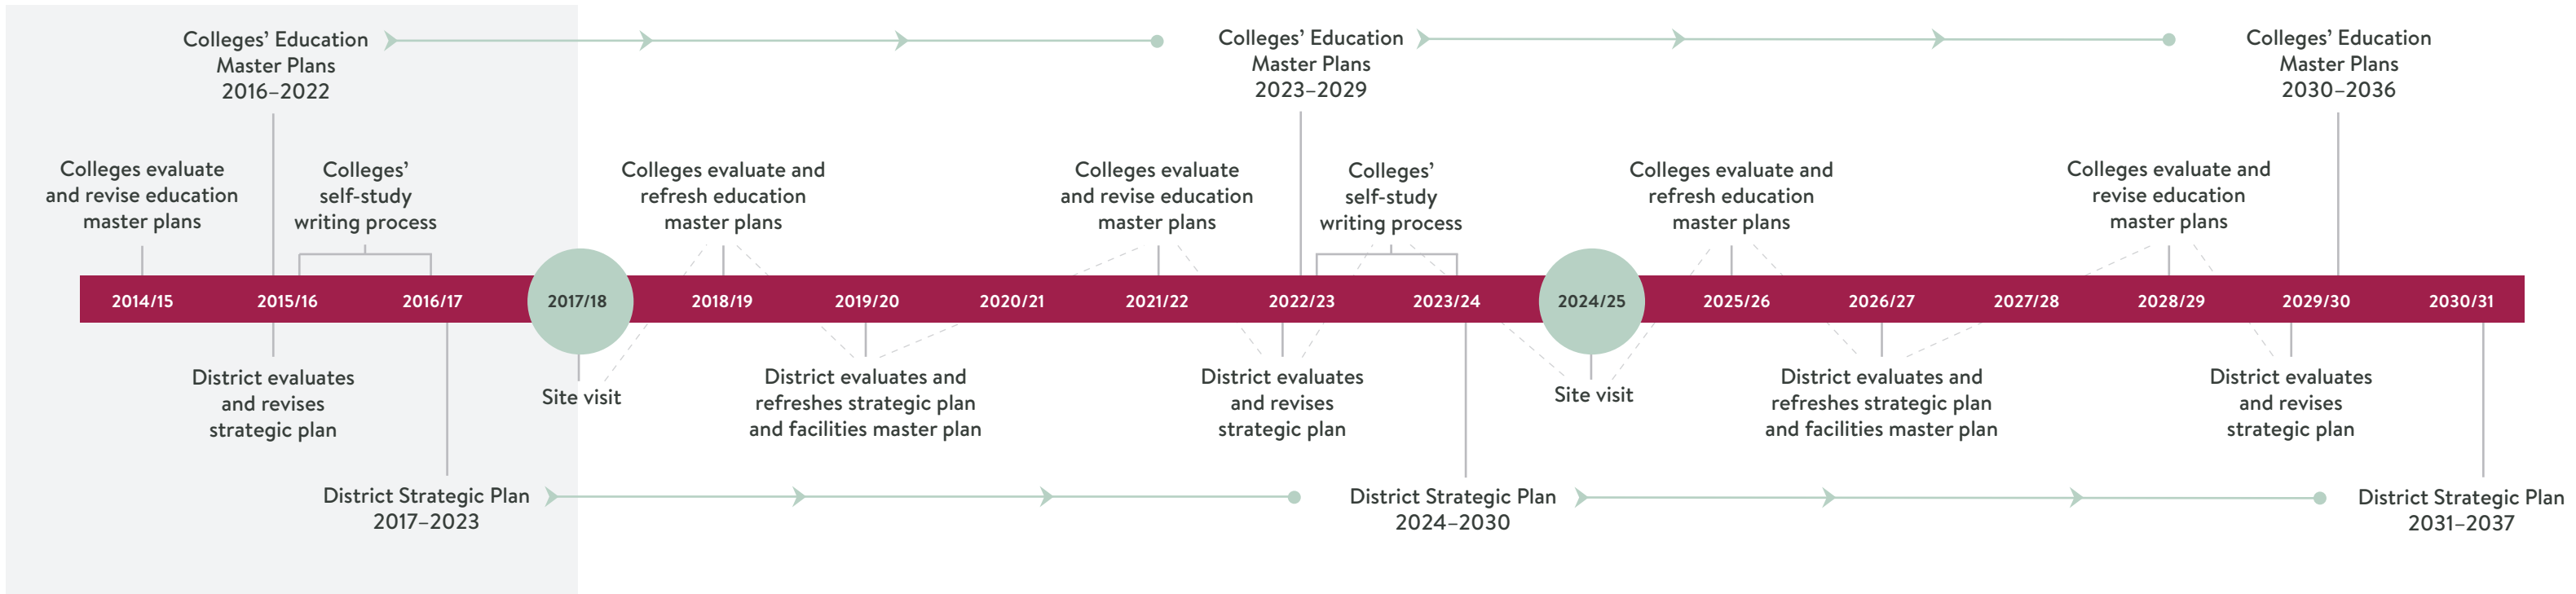 Colleges’ Education
Master Plans
2016–2022
Colleges’ Education
Master Plans
2023–2029
Colleges’ Education
Master Plans
2030–2036
Colleges evaluate
and revise education
master plans
Colleges’
self-study
writing process
Colleges evaluate and
refresh education
master plans
Colleges evaluate
and revise education
master plans
Colleges’
self-study
writing process
Colleges evaluate and
refresh education
master plans
Colleges evaluate and
revise education
master plans
2014/15 2015/16 2016/17 2017/18 2018/19 2019/20 2020/21 2021/22 2022/23 2023/24 2024/25 2025/26 2026/27 2027/28 2028/29 2029/30 2030/31
District evaluates
and revises
strategic plan
Site visit
District evaluates and
refreshes strategic plan
and facilities master plan
District evaluates
and revises
strategic plan
Site visit
District evaluates and
refreshes strategic plan
and facilities master plan
District evaluates
and revises
strategic plan
District Strategic Plan
2017–2023
District Strategic Plan
2024–2030
District Strategic Plan
2031–2037